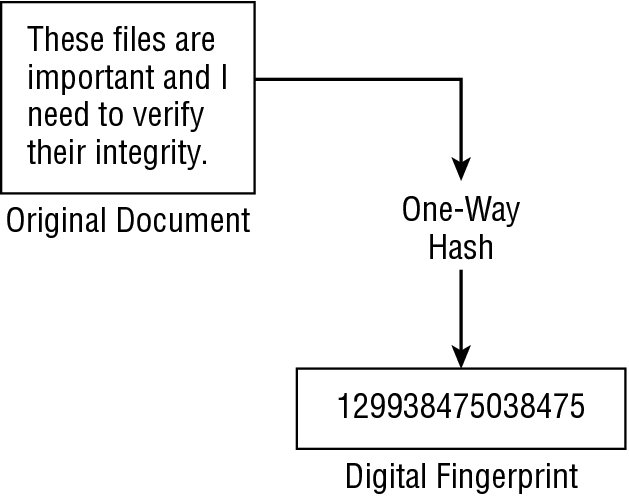 These files are
important and I
need to verify
their integrity.
Original Document
One-Way
Hash
129938475038475
Digital Fingerprint